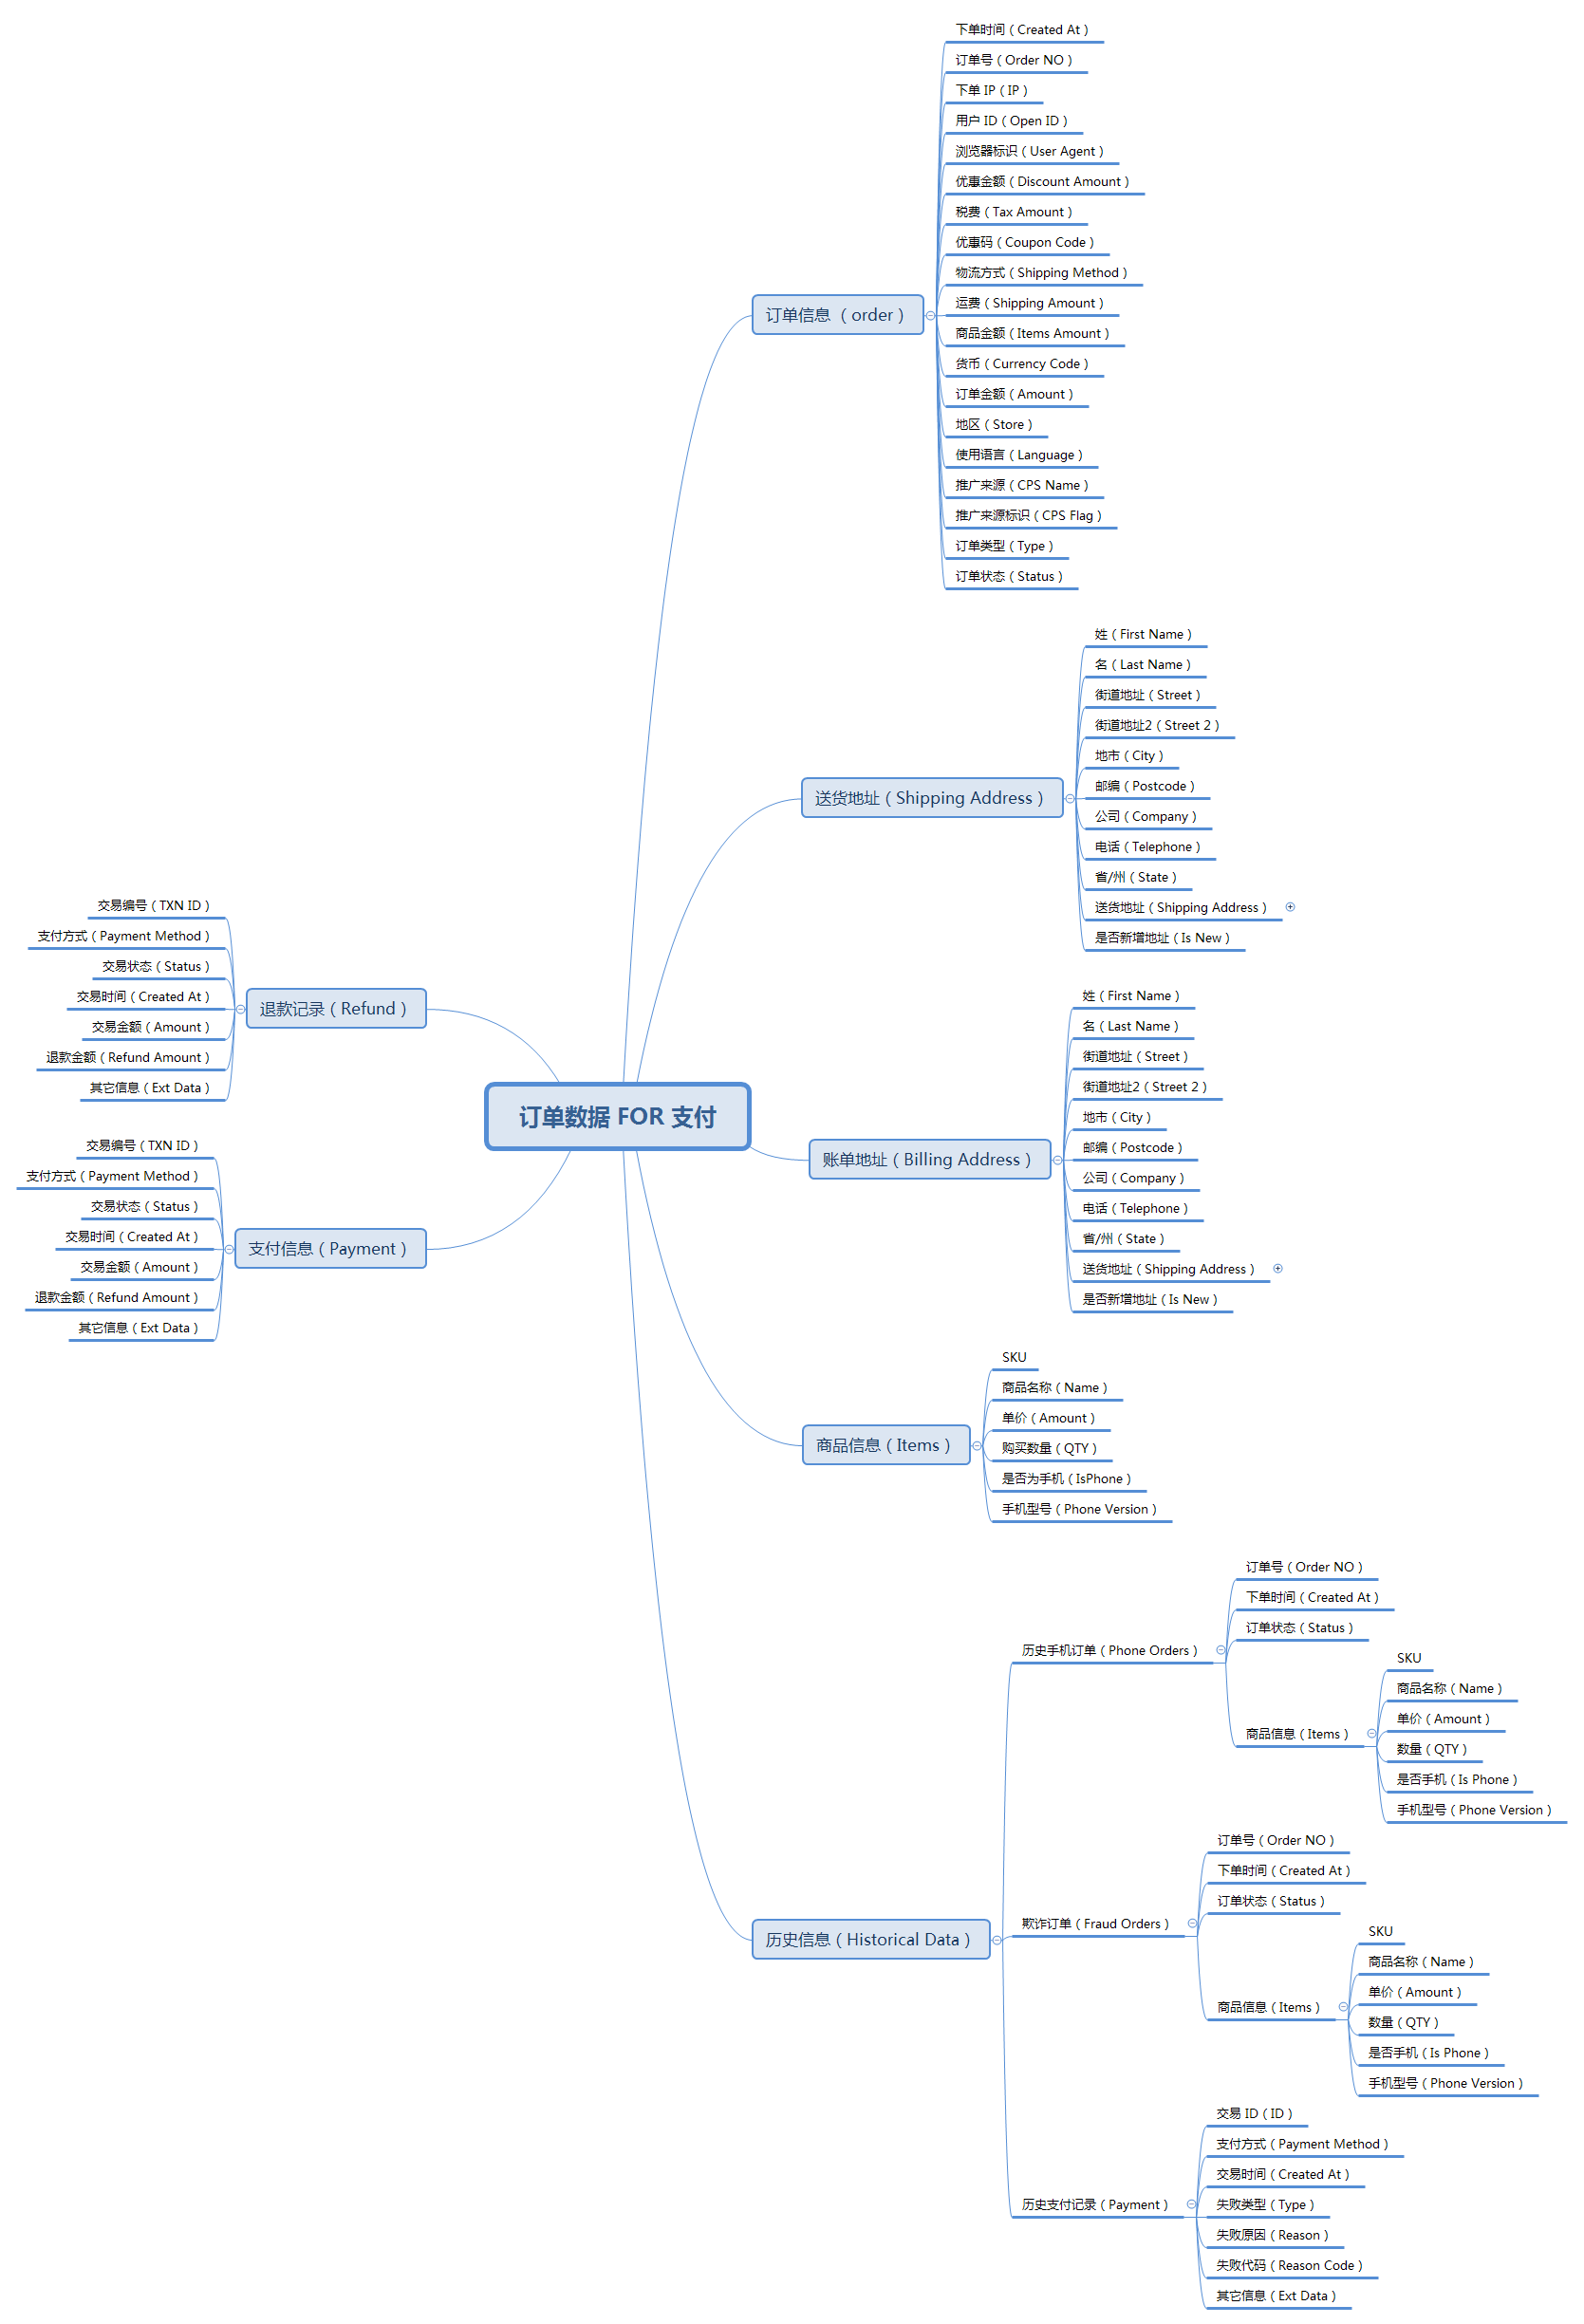 订单数据 FOR 支付
订单信息 （order）
下单时间（Created At）
订单号（Order NO）
下单 IP（IP）
用户 ID（Open ID）
浏览器标识（User Agent）
优惠金额（Discount Amount）
税费（Tax Amount）
优惠码（Coupon Code）
物流方式（Shipping Method）
运费（Shipping Amount）
商品金额（Items Amount）
货币（Currency Code）
订单金额（Amount）
地区（Store）
使用语言（Language）
推广来源（CPS Name）
推广来源标识（CPS Flag）
订单类型（Type）
订单状态（Status）
送货地址（Shipping Address）
姓（First Name）
名（Last Name）
街道地址（Street）
街道地址2（Street 2）
地市（City）
邮编（Postcode）
公司（Company）
电话（Telephone）
省/州（State）
送货地址（Shipping Address）
是否新增地址（Is New）
账单地址（Billing Address）
姓（First Name）
名（Last Name）
街道地址（Street）
街道地址2（Street 2）
地市（City）
邮编（Postcode）
公司（Company）
电话（Telephone）
省/州（State）
送货地址（Shipping Address）
是否新增地址（Is New）
商品信息（Items）
SKU
商品名称（Name）
单价（Amount）
购买数量（QTY）
是否为手机（IsPhone）
手机型号（Phone Version）
历史信息（Historical Data）
历史手机订单（Phone Orders）
订单号（Order NO）
下单时间（Created At）
订单状态（Status）
商品信息（Items）
SKU
商品名称（Name）
单价（Amount）
数量（QTY）
是否手机（Is Phone）
手机型号（Phone Version）
欺诈订单（Fraud Orders）
订单号（Order NO）
下单时间（Created At）
订单状态（Status）
商品信息（Items）
SKU
商品名称（Name）
单价（Amount）
数量（QTY）
是否手机（Is Phone）
手机型号（Phone Version）
历史支付记录（Payment）
交易 ID（ID）
支付方式（Payment Method）
交易时间（Created At）
失败类型（Type）
失败原因（Reason）
失败代码（Reason Code）
其它信息（Ext Data）
退款记录（Refund）
交易编号（TXN ID）
支付方式（Payment Method）
交易状态（Status）
交易时间（Created At）
交易金额（Amount）
退款金额（Refund Amount）
其它信息（Ext Data）
支付信息（Payment）
交易编号（TXN ID）
支付方式（Payment Method）
交易状态（Status）
交易时间（Created At）
交易金额（Amount）
退款金额（Refund Amount）
其它信息（Ext Data）